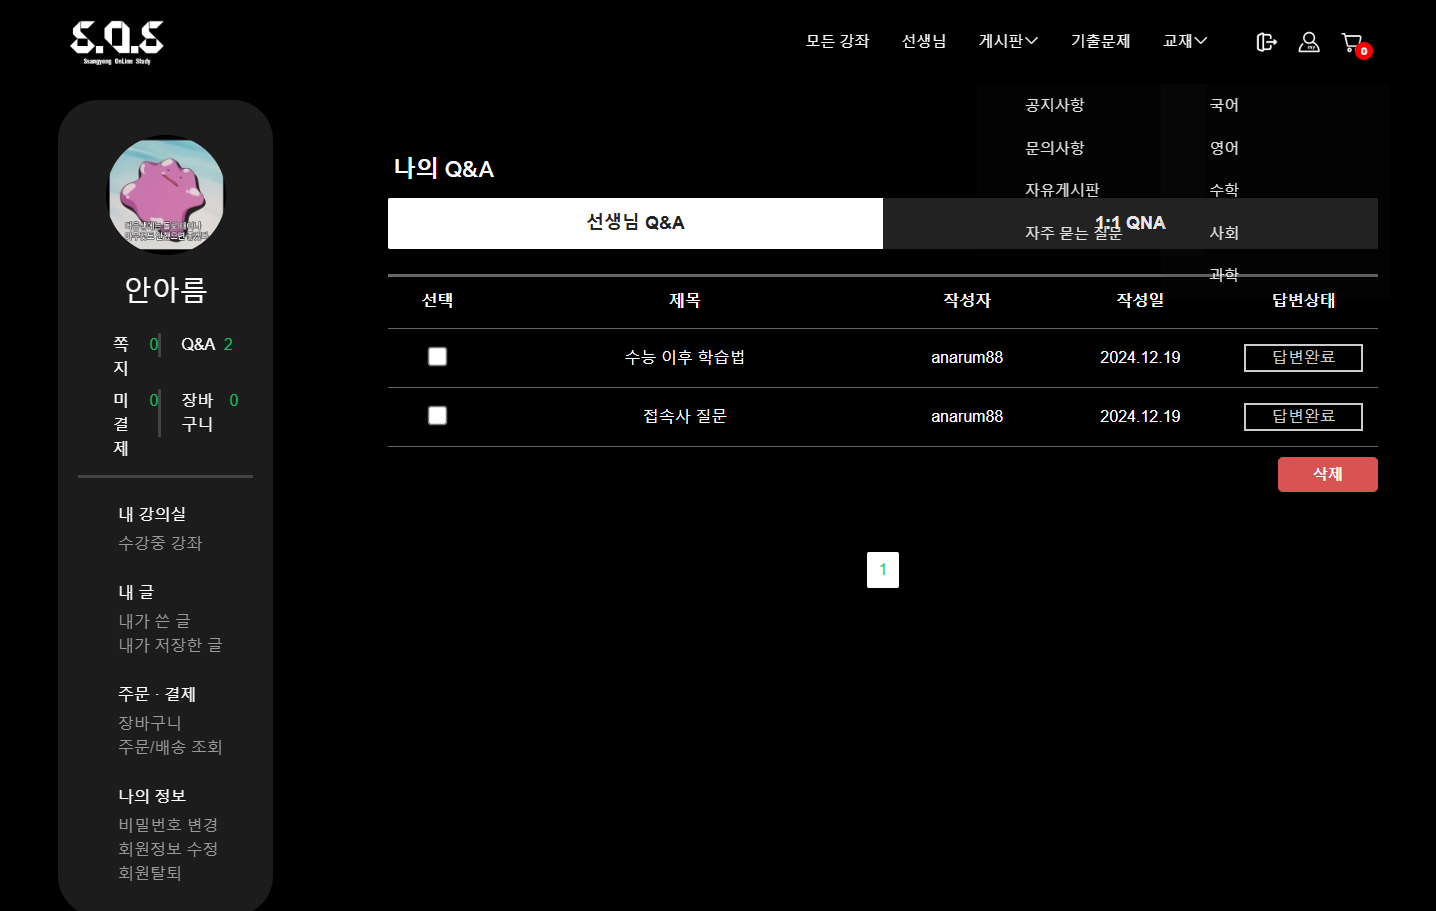 S.O.S
Ssangyong OnLine Study
모든 강좌
선생님
게시판
기출문제
교재
0
공지사항
문의사항
자유게시판
자주 묻는 질문
국어
영어
수학
사회
과학
안아름
쪽지 0
Q&A 2
미결제 0
장바구니 0
내 강의실
수강중 강좌
내 글
내가 쓴 글
내가 저장한 글
주문 · 결제
장바구니
주문/배송 조회
나의 정보
비밀번호 변경
회원정보 수정
회원탈퇴
나의 Q&A
선생님 Q&A
1:1 QNA
선택 제목 작성자 작성일 답변상태
수능 이후 학습법 anarum88 2024.12.19 답변완료
접속사 질문 anarum88 2024.12.19 답변완료
삭제
1